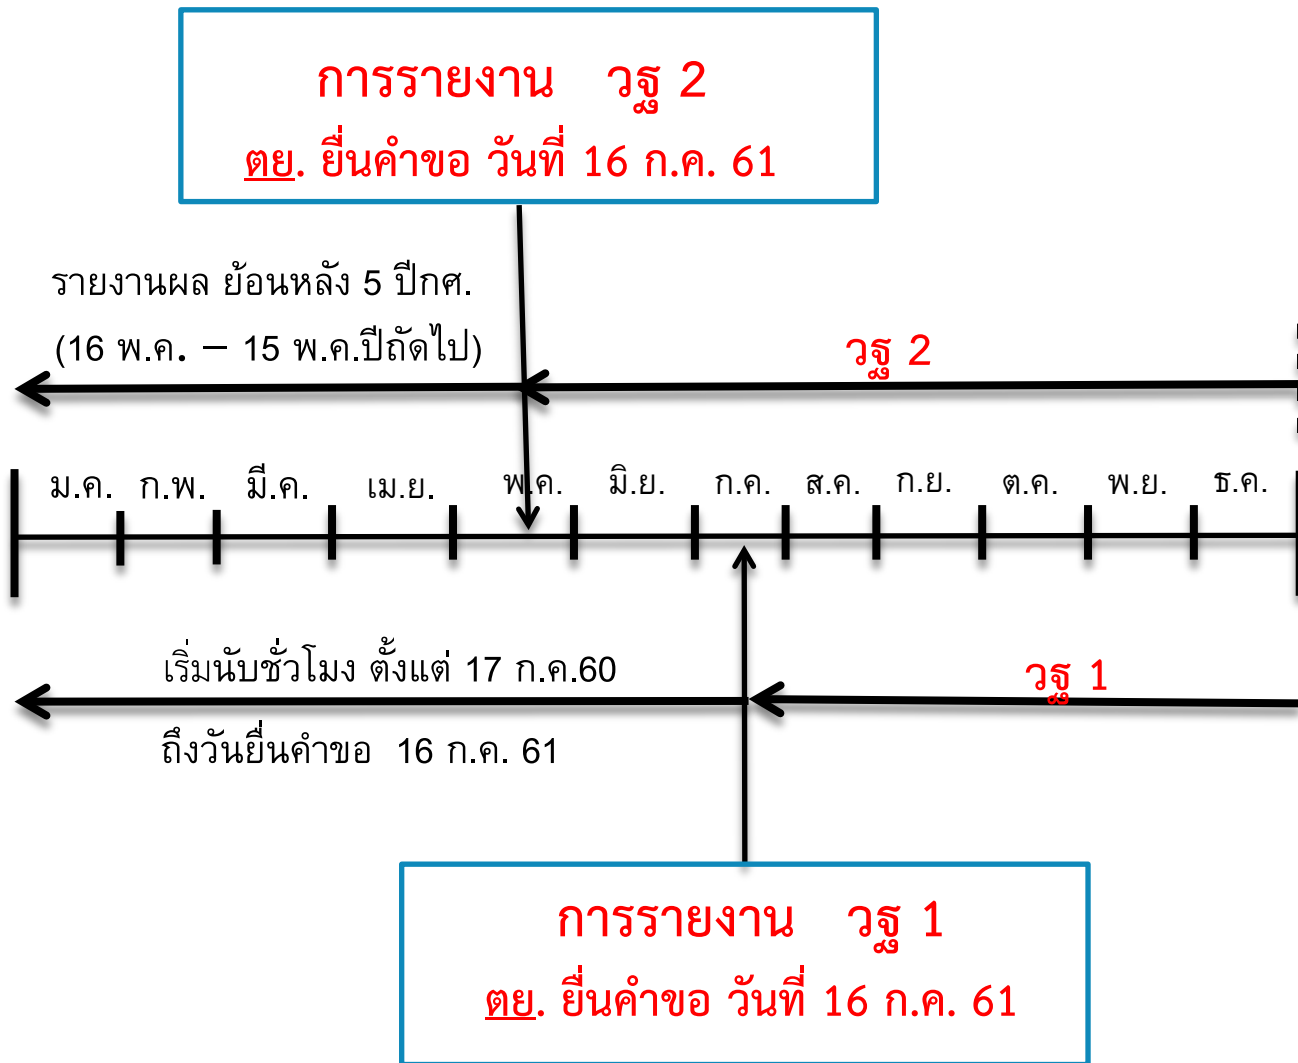 การรายงาน วฐ 2
ตย. ยื่นคำขอ วันที่ 16 ก.ค. 61
รายงานผล ย้อนหลัง 5 ปีกศ.
(16 พ.ค. – 15 พ.ค.ปีถัดไป)
วฐ 2
ม.ค. ก.พ. มี.ค. เม.ย. พ.ค. มิ.ย. ก.ค. ส.ค. ก.ย. ต.ค. พ.ย. ธ.ค.
เริ่มนับชั่วโมง ตั้งแต่ 17 ก.ค.60
วฐ 1
ถึงวันยื่นคำขอ 16 ก.ค. 61
การรายงาน วฐ 1
ตย. ยื่นคำขอ วันที่ 16 ก.ค. 61